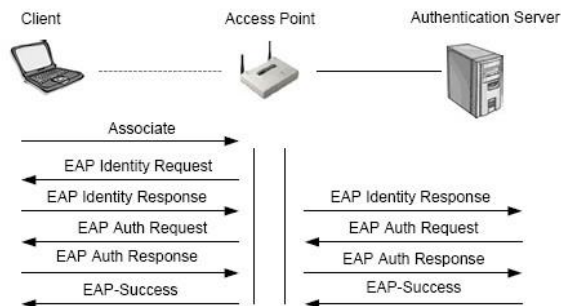 Client
Access Point
Authentication Server
Associate
EAP Identity Request
EAP Identity Response
EAP Identity Response
EAP Auth Request
EAP Auth Request
EAP Auth Response
EAP Auth Response
EAP-Success
EAP-Success